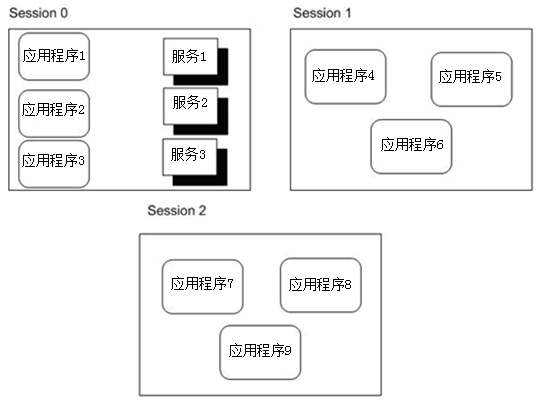 Session 0
应用程序1
服务1
应用程序2
服务2
应用程序3
服务3
Session 1
应用程序4
应用程序5
应用程序6
Session 2
应用程序7
应用程序8
应用程序9